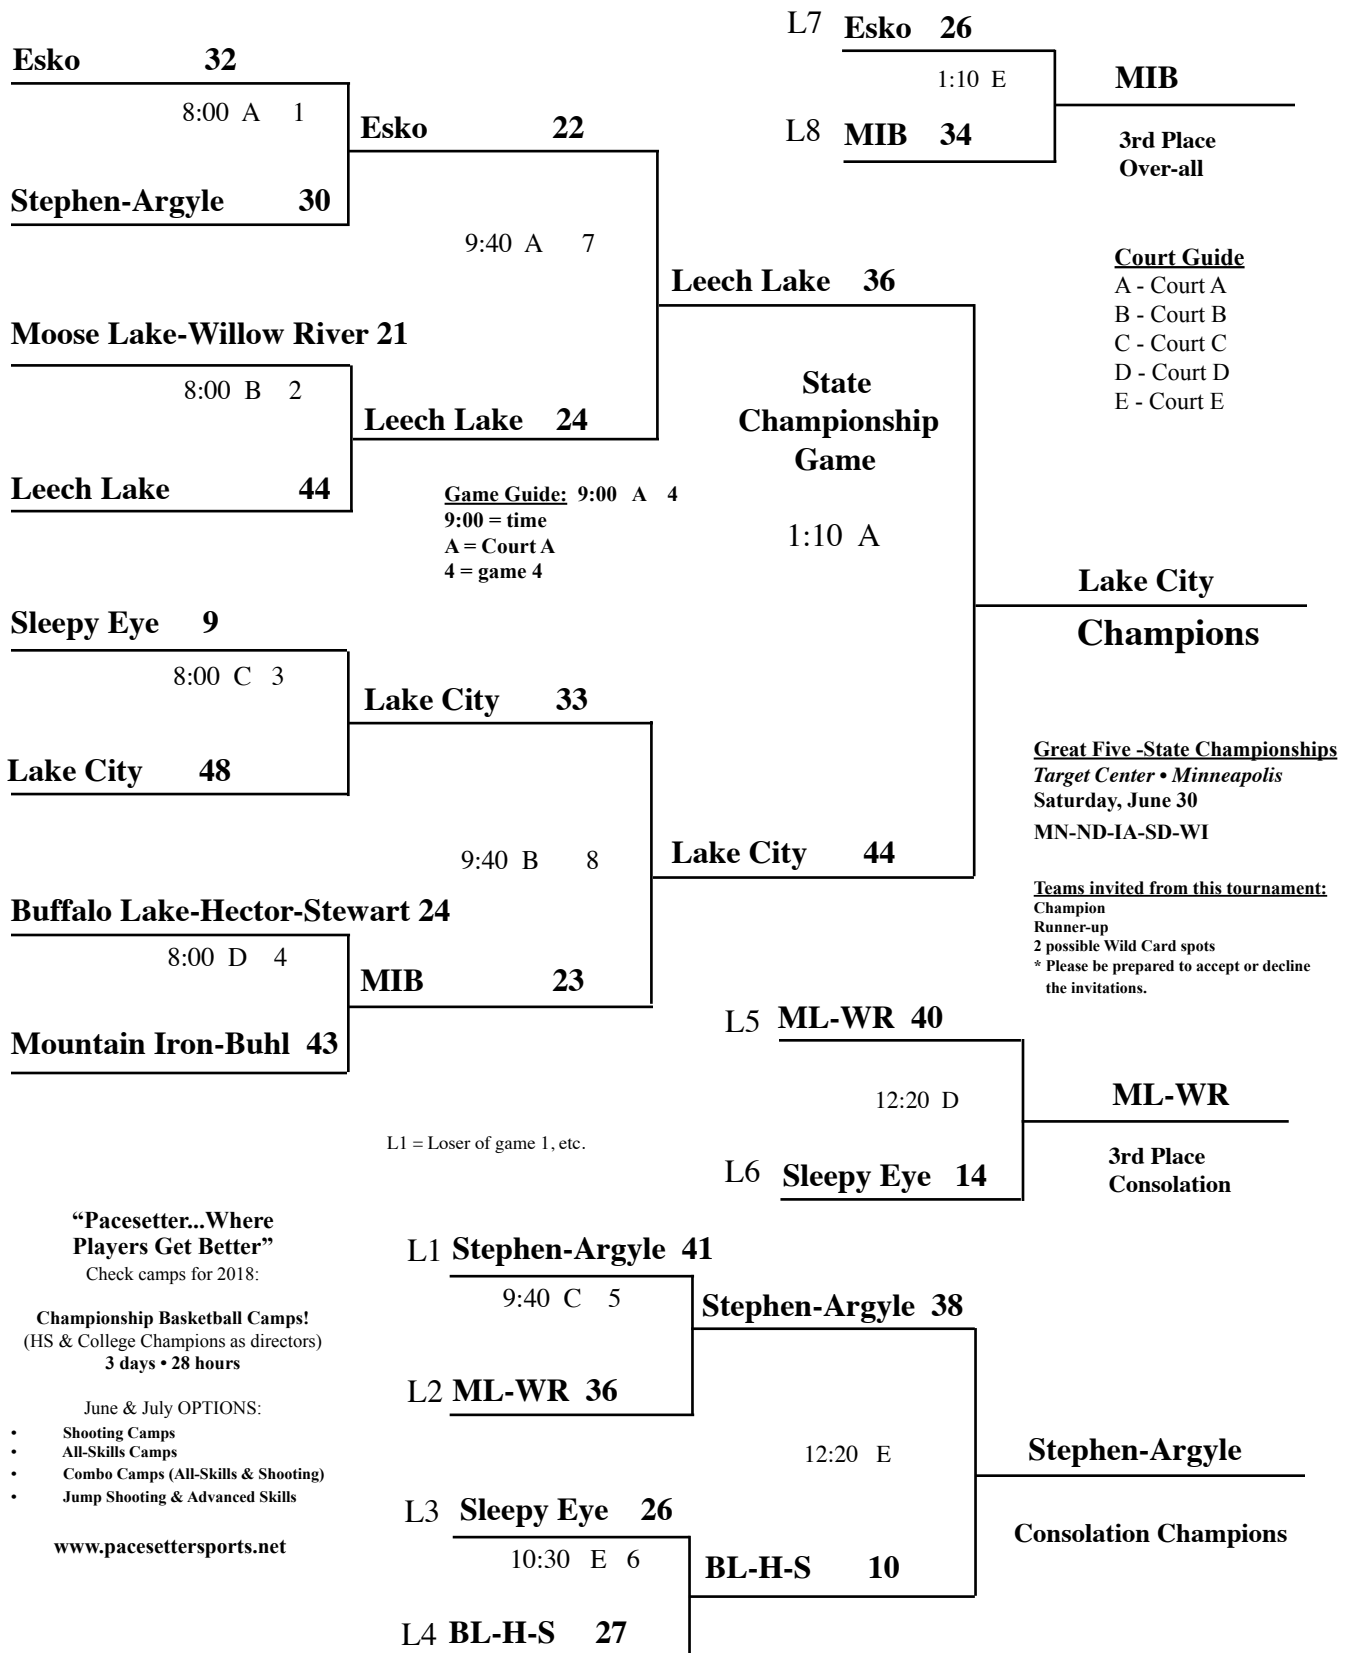 L7 Esko 26
1:10 E
L8 MIB 34
MIB
3rd Place
Over-all
Esko 32
8:00 A 1
Stephen-Argyle 30
Esko 22
9:40 A 7
Moose Lake-Willow River 21
8:00 B 2
Leech Lake 44
Leech Lake 24
Leech Lake 36
Court Guide
A - Court A
B - Court B
C - Court C
D - Court D
E - Court E
State
Championship
Game
1:10 A
Game Guide: 9:00 A 4
9:00 = time
A = Court A
4 = game 4
Lake City
Champions
Sleepy Eye 9
8:00 C 3
Lake City 48
Lake City 33
9:40 B 8
Lake City 44
Buffalo Lake-Hector-Stewart 24
8:00 D 4
Mountain Iron-Buhl 43
MIB 23
Great Five -State Championships
Target Center • Minneapolis
Saturday, June 30
MN-ND-IA-SD-WI
Teams invited from this tournament:
Champion
Runner-up
2 possible Wild Card spots
* Please be prepared to accept or decline
the invitations.
L5 ML-WR 40
12:20 D
L6 Sleepy Eye 14
ML-WR
3rd Place
Consolation
L1 = Loser of game 1, etc.
“Pacesetter...Where
Players Get Better”
Check camps for 2018:
Championship Basketball Camps!
(HS & College Champions as directors)
3 days • 28 hours
June & July OPTIONS:
• Shooting Camps
• All-Skills Camps
• Combo Camps (All-Skills & Shooting)
• Jump Shooting & Advanced Skills
www.pacesettersports.net
L1 Stephen-Argyle 41
9:40 C 5
L2 ML-WR 36
Stephen-Argyle 38
12:20 E
L3 Sleepy Eye 26
10:30 E 6
L4 BL-H-S 27
BL-H-S 10
Stephen-Argyle
Consolation Champions